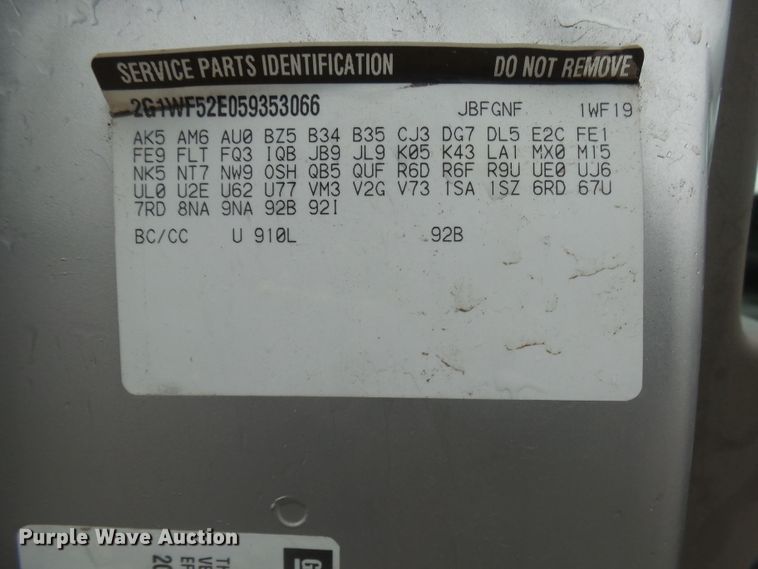 SERVICE PARTS IDENTIFICATION DO NOT REMOVE
2G1WF52E059353066 JBFGNF 1WF19
AK5 AM6 AU0 BZ5 B34 B35 CJ3 DG7 DL5 E2C FE1
FE9 FLT FQ3 IQB JB9 JL9 K05 K43 LA1 MX0 M15
NK5 NT7 NW9 OSH QB5 QUF R6D R6F R9U UE0 UJ6
UL0 U2E U62 U77 VM3 V2G V73 1SA 1SZ 6RD 67U
7RD 8NA 9NA 92B 92I
BC/CC U 910L 92B
Purple Wave Auction